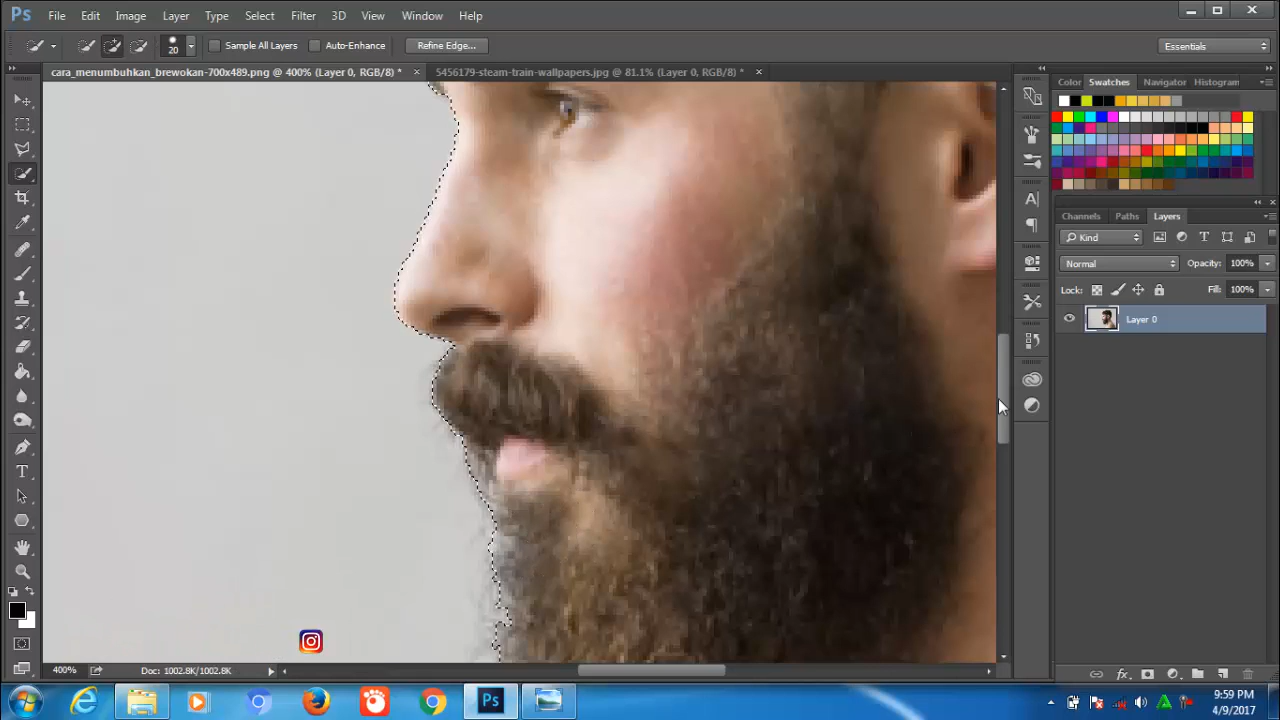 Ps File Edit Image Layer Type Select Filter 3D View Window Help
20 Sample All Layers Auto-Enhance Refine Edge... Essentials
cara_menumbuhkan_brewokan-700x489.png @ 400% (Layer 0, RGB/8) * × 5456179-steam-train-wallpapers.jpg @ 81.1% (Layer 0, RGB/8) * ×
Color Swatches Navigator Histogram
Channels Paths Layers
Kind
Normal Opacity: 100%
Lock: Fill: 100%
Layer 0
400% Doc: 1002.8K/1002.8K
Ps
9:59 PM
4/9/2017